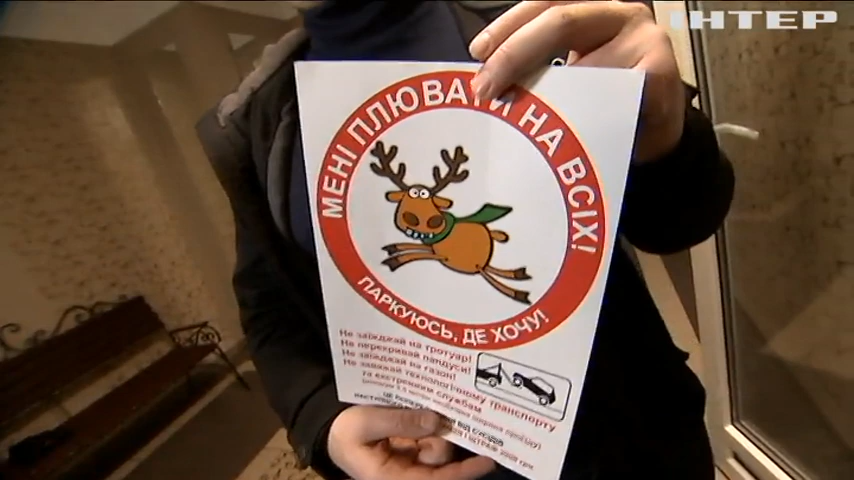 ІНТЕР
МЕНІ ПЛЮВАТИ НА ВСІХ!
ПАРКУЮСЬ, ДЕ ХОЧУ!
Не заїжджай на тротуар!
Не перекривай пандуси!
Не заїжджай на газон!
Не заважай технологічному транспорту
та екстреним службам